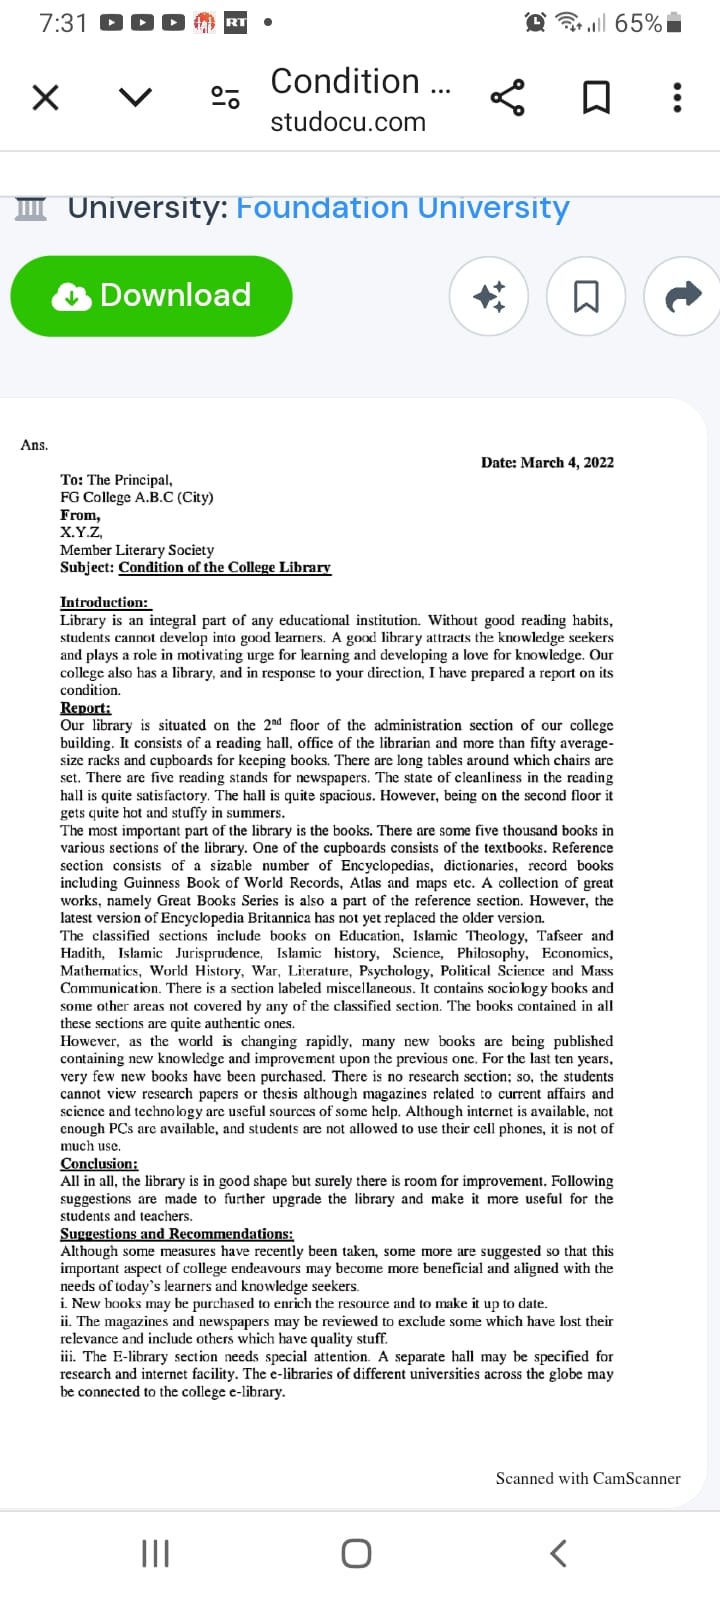 7:31
RT
65%
Condition ...
studocu.com
University: Foundation University
Download
Ans.
Date: March 4, 2022
To: The Principal,
FG College A.B.C (City)
From,
X.Y.Z,
Member Literary Society
Subject: Condition of the College Library
Introduction:
Library is an integral part of any educational institution. Without good reading habits,
students cannot develop into good learners. A good library attracts the knowledge seekers
and plays a role in motivating urge for learning and developing a love for knowledge. Our
college also has a library, and in response to your direction, I have prepared a report on its
condition.
Report:
Our library is situated on the 2nd floor of the administration section of our college
building. It consists of a reading hall, office of the librarian and more than fifty average-
size racks and cupboards for keeping books. There are long tables around which chairs are
set. There are five reading stands for newspapers. The state of cleanliness in the reading
hall is quite satisfactory. The hall is quite spacious. However, being on the second floor it
gets quite hot and stuffy in summers.
The most important part of the library is the books. There are some five thousand books in
various sections of the library. One of the cupboards consists of the textbooks. Reference
section consists of a sizable number of Encyclopedias, dictionaries, record books
including Guinness Book of World Records, Atlas and maps etc. A collection of great
works, namely Great Books Series is also a part of the reference section. However, the
latest version of Encyclopedia Britannica has not yet replaced the older version.
The classified sections include books on Education, Islamic Theology, Tafseer and
Hadith, Islamic Jurisprudence, Islamic history, Science, Philosophy, Economics,
Mathematics, World History, War, Literature, Psychology, Political Science and Mass
Communication. There is a section labeled miscellaneous. It contains sociology books and
some other areas not covered by any of the classified section. The books contained in all
these sections are quite authentic ones.
However, as the world is changing rapidly, many new books are being published
containing new knowledge and improvement upon the previous one. For the last ten years,
very few new books have been purchased. There is no research section; so, the students
cannot view research papers or thesis although magazines related to current affairs and
science and technology are useful sources of some help. Although internet is available, not
enough PCs are available, and students are not allowed to use their cell phones, it is not of
much use.
Conclusion:
All in all, the library is in good shape but surely there is room for improvement. Following
suggestions are made to further upgrade the library and make it more useful for the
students and teachers.
Suggestions and Recommendations:
Although some measures have recently been taken, some more are suggested so that this
important aspect of college endeavours may become more beneficial and aligned with the
needs of today's learners and knowledge seekers.
i. New books may be purchased to enrich the resource and to make it up to date.
ii. The magazines and newspapers may be reviewed to exclude some which have lost their
relevance and include others which have quality stuff.
iii. The E-library section needs special attention. A separate hall may be specified for
research and internet facility. The e-libraries of different universities across the globe may
be connected to the college e-library.
Scanned with CamScanner